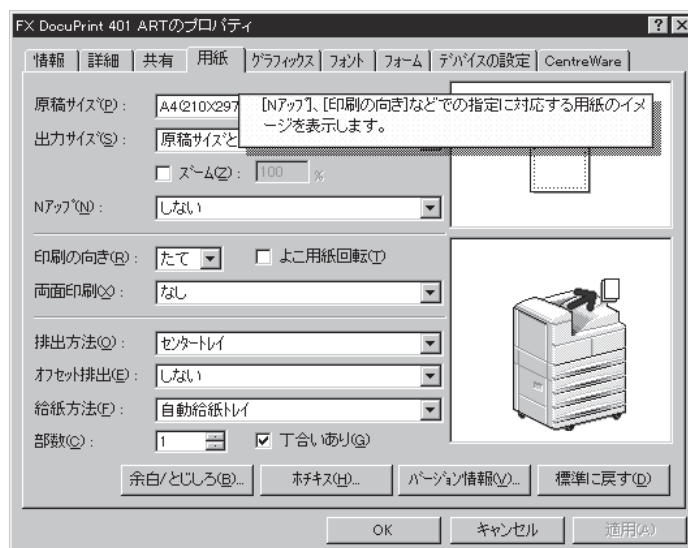 FX DocuPrint 401 ARTのプロパティ
情報 詳細 共有 用紙 グラフィックス フォント フォーム デバイスの設定 CentreWare
原稿サイズ(P): A4(210x297
[Nアップ]、[印刷の向き]などでの指定に対応する用紙のイメ
ージを表示します。
出力サイズ(S): 原稿サイズと
ズーム(Z): 100 %
Nアップ(N): しない
印刷の向き(R): たて よこ用紙回転(T)
両面印刷(X): なし
排出方法(O): センタートレイ
オフセット排出(E): しない
給紙方法(F): 自動給紙トレイ
部数(C): 1 丁合いあり(G)
余白/とじしろ(B)... ホチキス(H)... バージョン情報(V)... 標準に戻す(D)
OK キャンセル 適用(A)